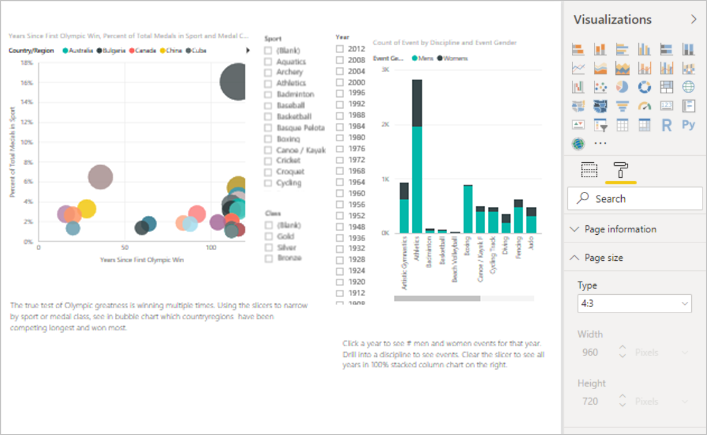 Years Since First Olympic Win, Percent of Total Medals in Sport and Medal C...
Country/Region Australia Bulgaria Canada China Cuba
18%
16%
14%
12%
10%
8%
6%
4%
2%
0%
Percent of Total Medals in Sport
0 50 100
Years Since First Olympic Win
Sport
(Blank)
Aquatics
Archery
Athletics
Badminton
Baseball
Basketball
Basque Pelota
Boxing
Canoe / Kayak
Cricket
Croquet
Cycling
Class
(Blank)
Gold
Silver
Bronze
Year
2012
2008
2004
2000
1996
1992
1988
1984
1980
1976
1972
1968
1964
1960
1956
1952
1948
1936
1932
1928
1924
1920
1912
1908
Count of Event by Discipline and Event Gender
Event Ge... Mens Womens
3K
2K
1K
0K
Artistic Gymnastics
Athletics
Badminton
Basketball
Beach Volleyball
Boxing
Canoe / Kayak F
Cycling Track
Diving
Fencing
Judo
The true test of Olympic greatness is winning multiple times. Using the slicers to narrow
by sport or medal class, see in bubble chart which countryregions have been
competing longest and won most.
Click a year to see # men and womens events for that year.
Drill into a discipline to see events. Clear the slicer to see all
years in 100% stacked column chart on the right.
Visualizations
R Py
Search
Page information
Page size
Type
4:3
Width
960 Pixels
Height
720 Pixels